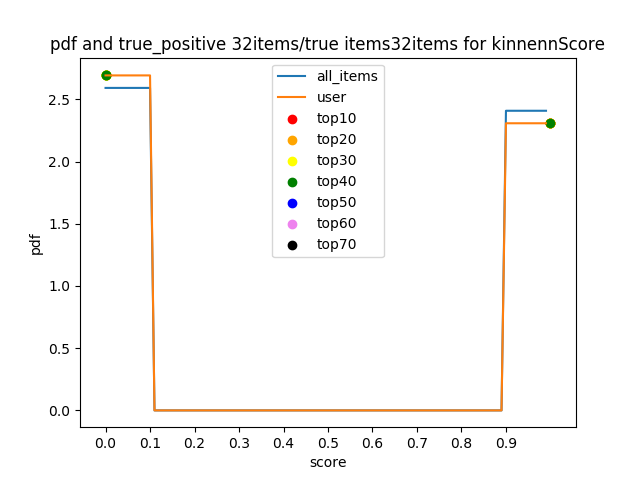 pdf and true_positive 32items/true items32items for kinnennScore
all_items
user
top10
top20
top30
top40
top50
top60
top70
pdf
2.5
2.0
1.5
1.0
0.5
0.0
0.0 0.1 0.2 0.3 0.4 0.5 0.6 0.7 0.8 0.9
score